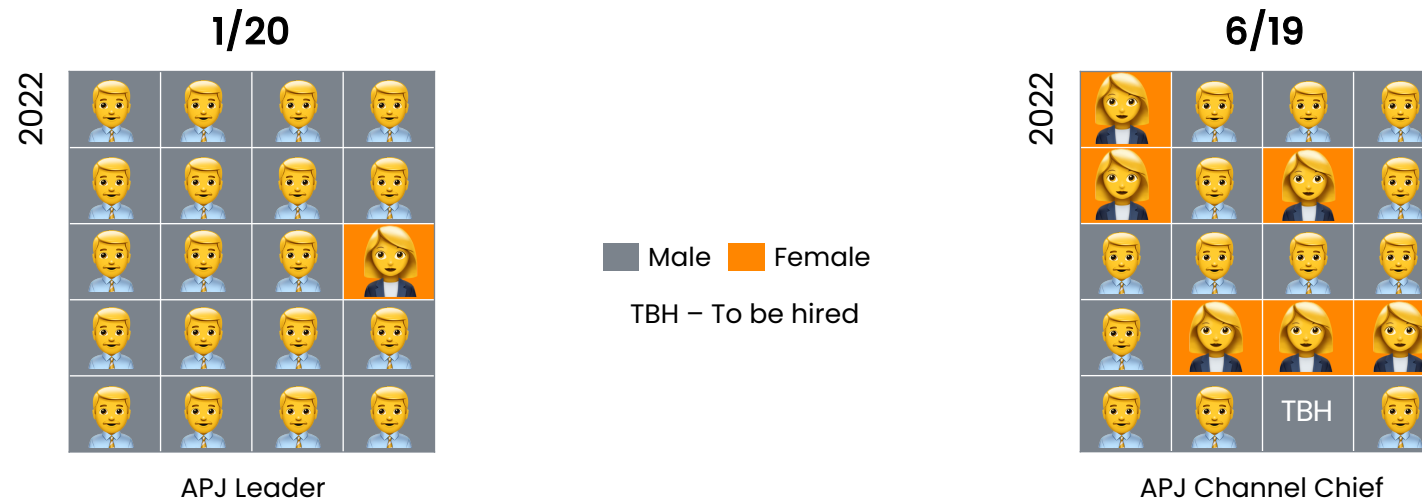 1/20
2022
APJ Leader
Male
Female
TBH – To be hired
6/19
2022
TBH
APJ Channel Chief